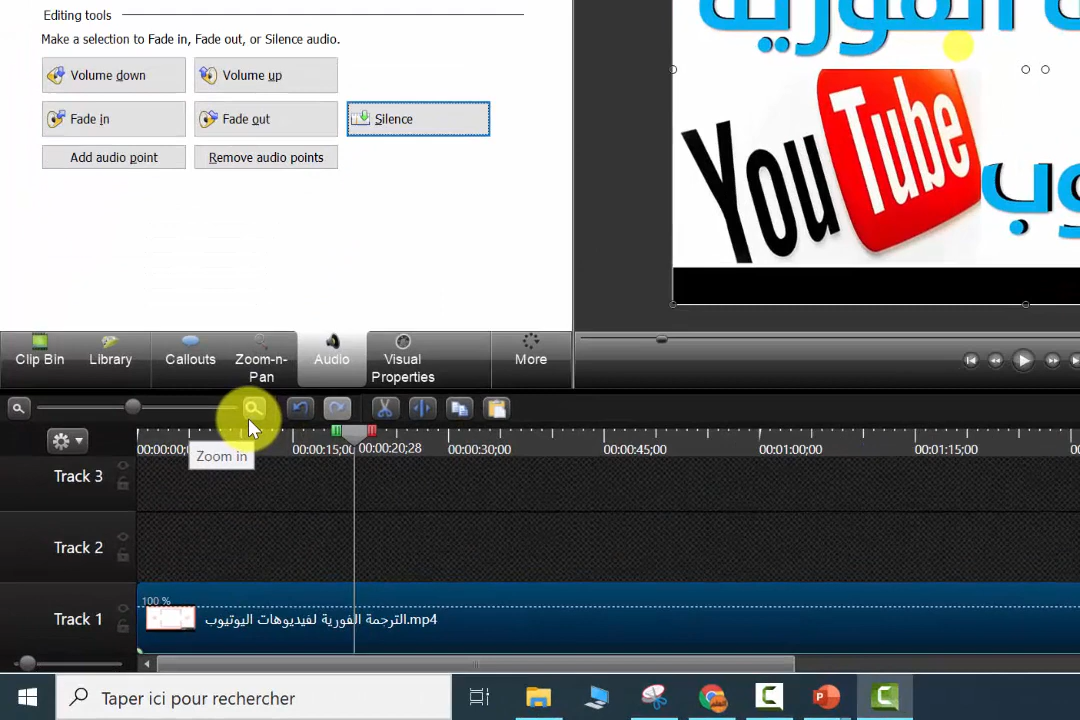 Editing tools
Make a selection to Fade in, Fade out, or Silence audio.
Volume down
Volume up
Fade in
Fade out
Silence
Add audio point
Remove audio points
الفورية
YouTube
وب
Clip Bin
Library
Callouts
Zoom-n-Pan
Audio
Visual Properties
More
Zoom in
00:00:15;00
00:00:20;28
00:00:30;00
00:00:45;00
00:01:00;00
00:01:15;00
Track 3
Track 2
Track 1
100 %
الترجمة الفورية لفيديوهات اليوتيوب.mp4
Taper ici pour rechercher